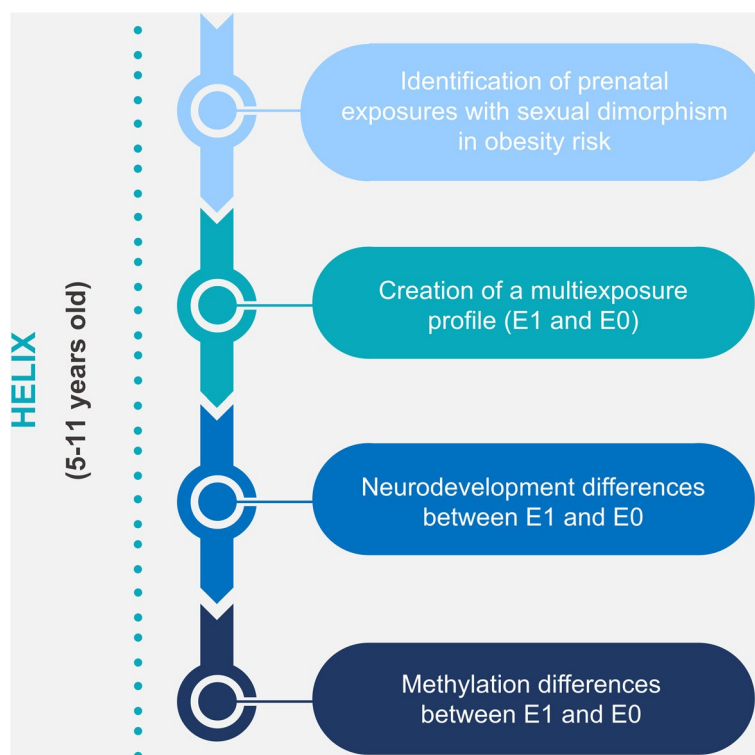 Identification of prenatal
exposures with sexual dimorphism
in obesity risk
Creation of a multiexposure
profile (E1 and E0)
HELIX
(5-11 years old)
Neurodevelopment differences
between E1 and E0
Methylation differences
between E1 and E0